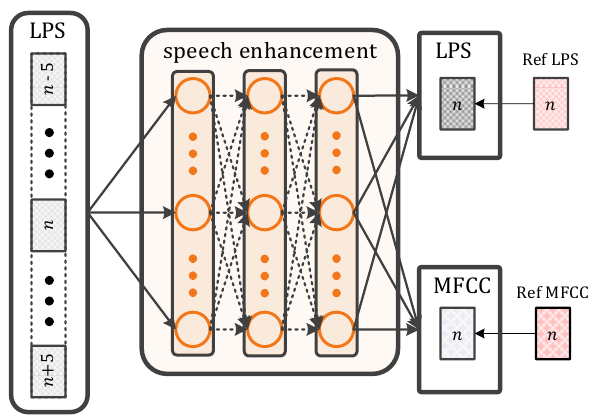 LPS
n - 5
n
n+5
speech enhancement
LPS
n
Ref LPS
n
MFCC
n
Ref MFCC
n